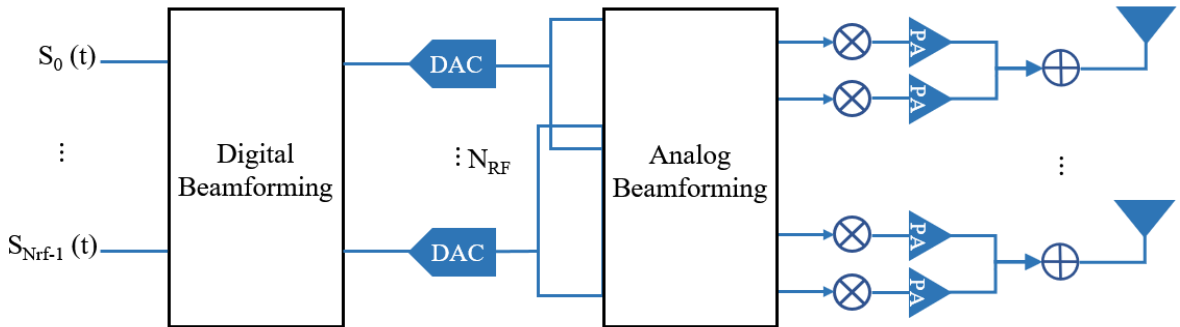 S0 (t)
⋮
SNrf-1 (t)
Digital
Beamforming
DAC
⋮ NRF
DAC
Analog
Beamforming
PA
PA
⋮
PA
PA